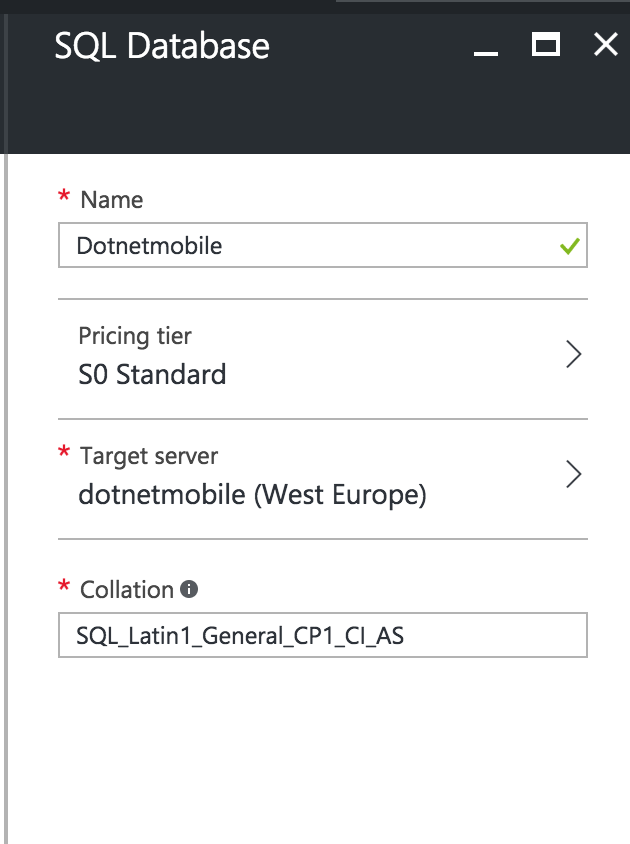 SQL Database
* Name
Dotnetmobile
Pricing tier
S0 Standard
* Target server
dotnetmobile (West Europe)
* Collation
SQL_Latin1_General_CP1_CI_AS